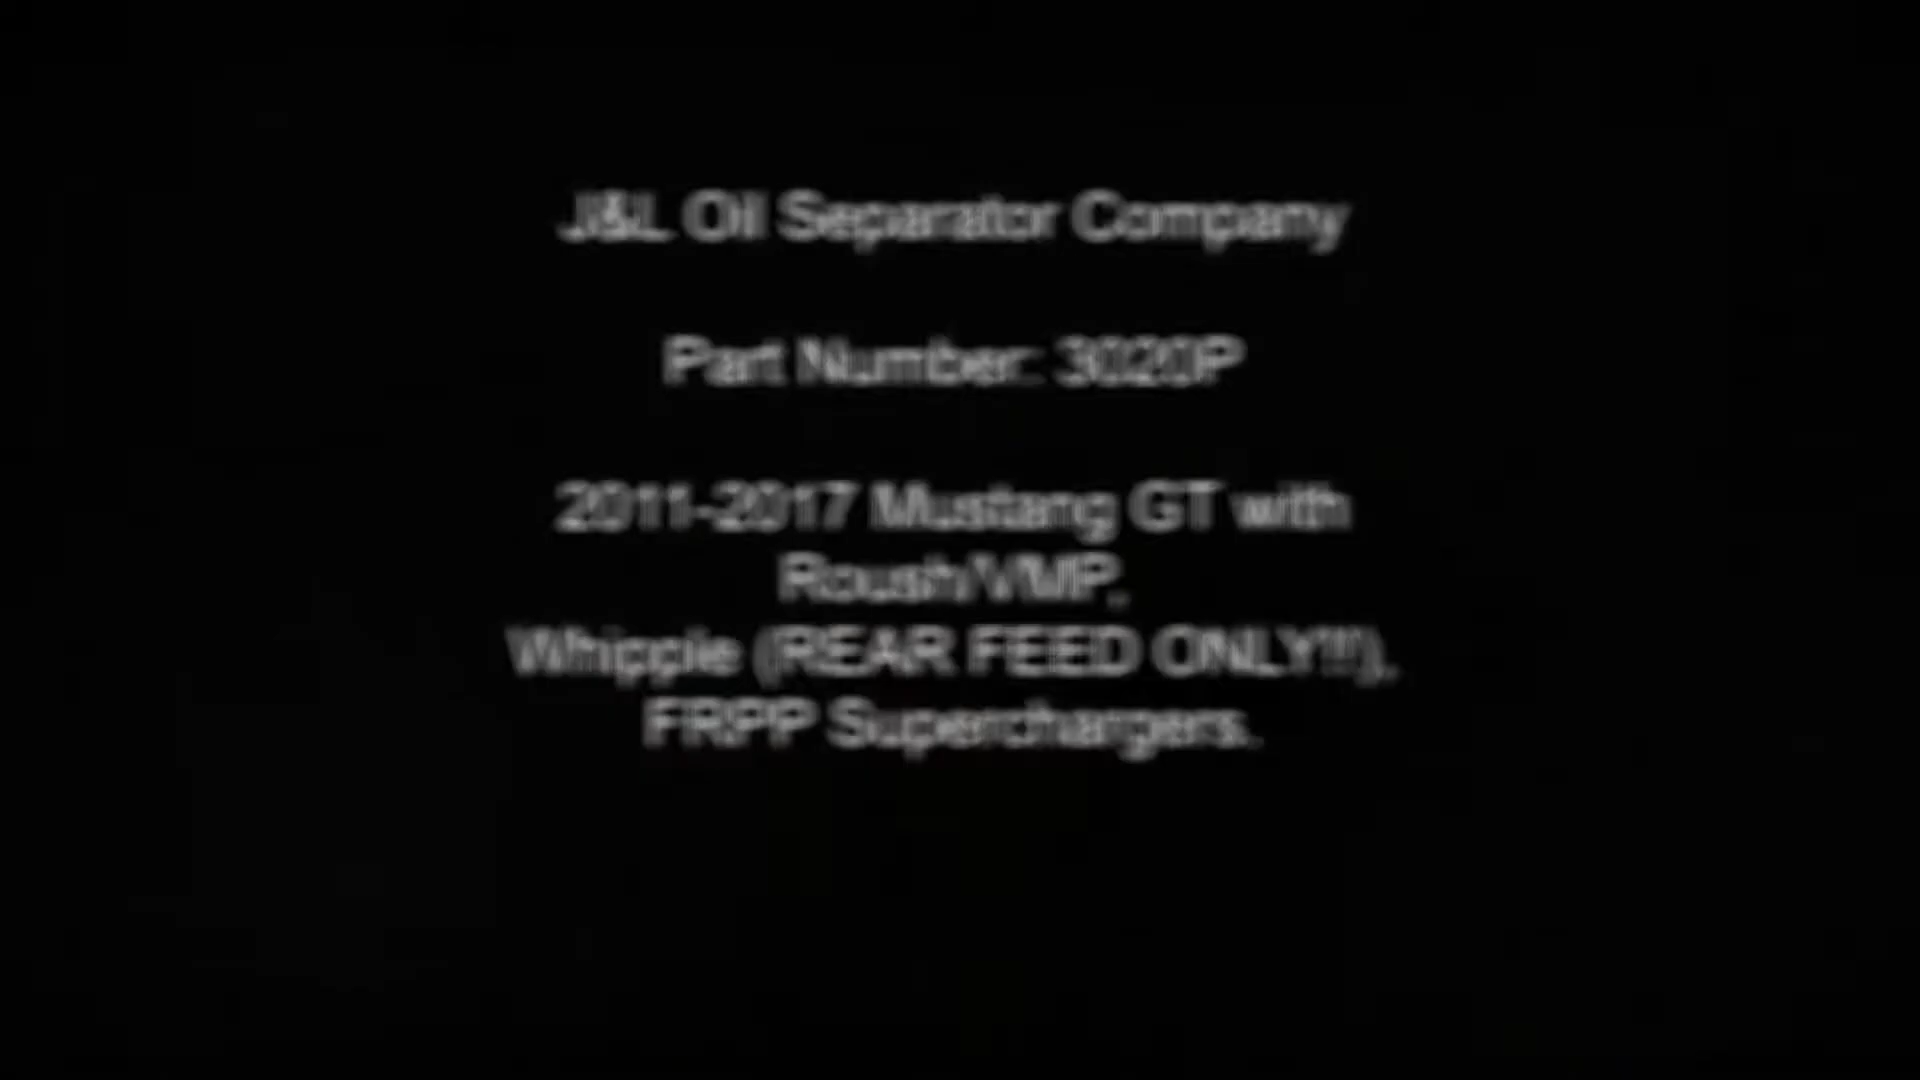 J&L Oil Separator Company
Part Number: 3020P
2011-2017 Mustang GT with
Roush/VMP,
Whipple (REAR FEED ONLY!!!),
FRPP Superchargers.